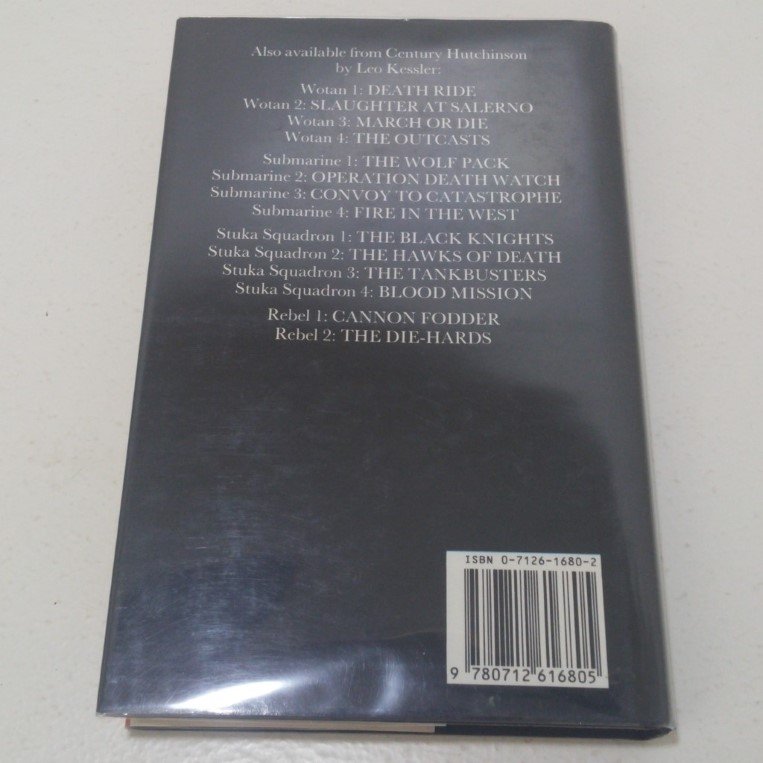 Also available from Century Hutchinson
by Leo Kessler:
Wotan 1: DEATH RIDE
Wotan 2: SLAUGHTER AT SALERNO
Wotan 3: MARCH OR DIE
Wotan 4: THE OUTCASTS
Submarine 1: THE WOLF PACK
Submarine 2: OPERATION DEATH WATCH
Submarine 3: CONVOY TO CATASTROPHE
Submarine 4: FIRE IN THE WEST
Stuka Squadron 1: THE BLACK KNIGHTS
Stuka Squadron 2: THE HAWKS OF DEATH
Stuka Squadron 3: THE TANKBUSTERS
Stuka Squadron 4: BLOOD MISSION
Rebel 1: CANNON FODDER
Rebel 2: THE DIE-HARDS
ISBN 0-7126-1680-2
9 780712 616805